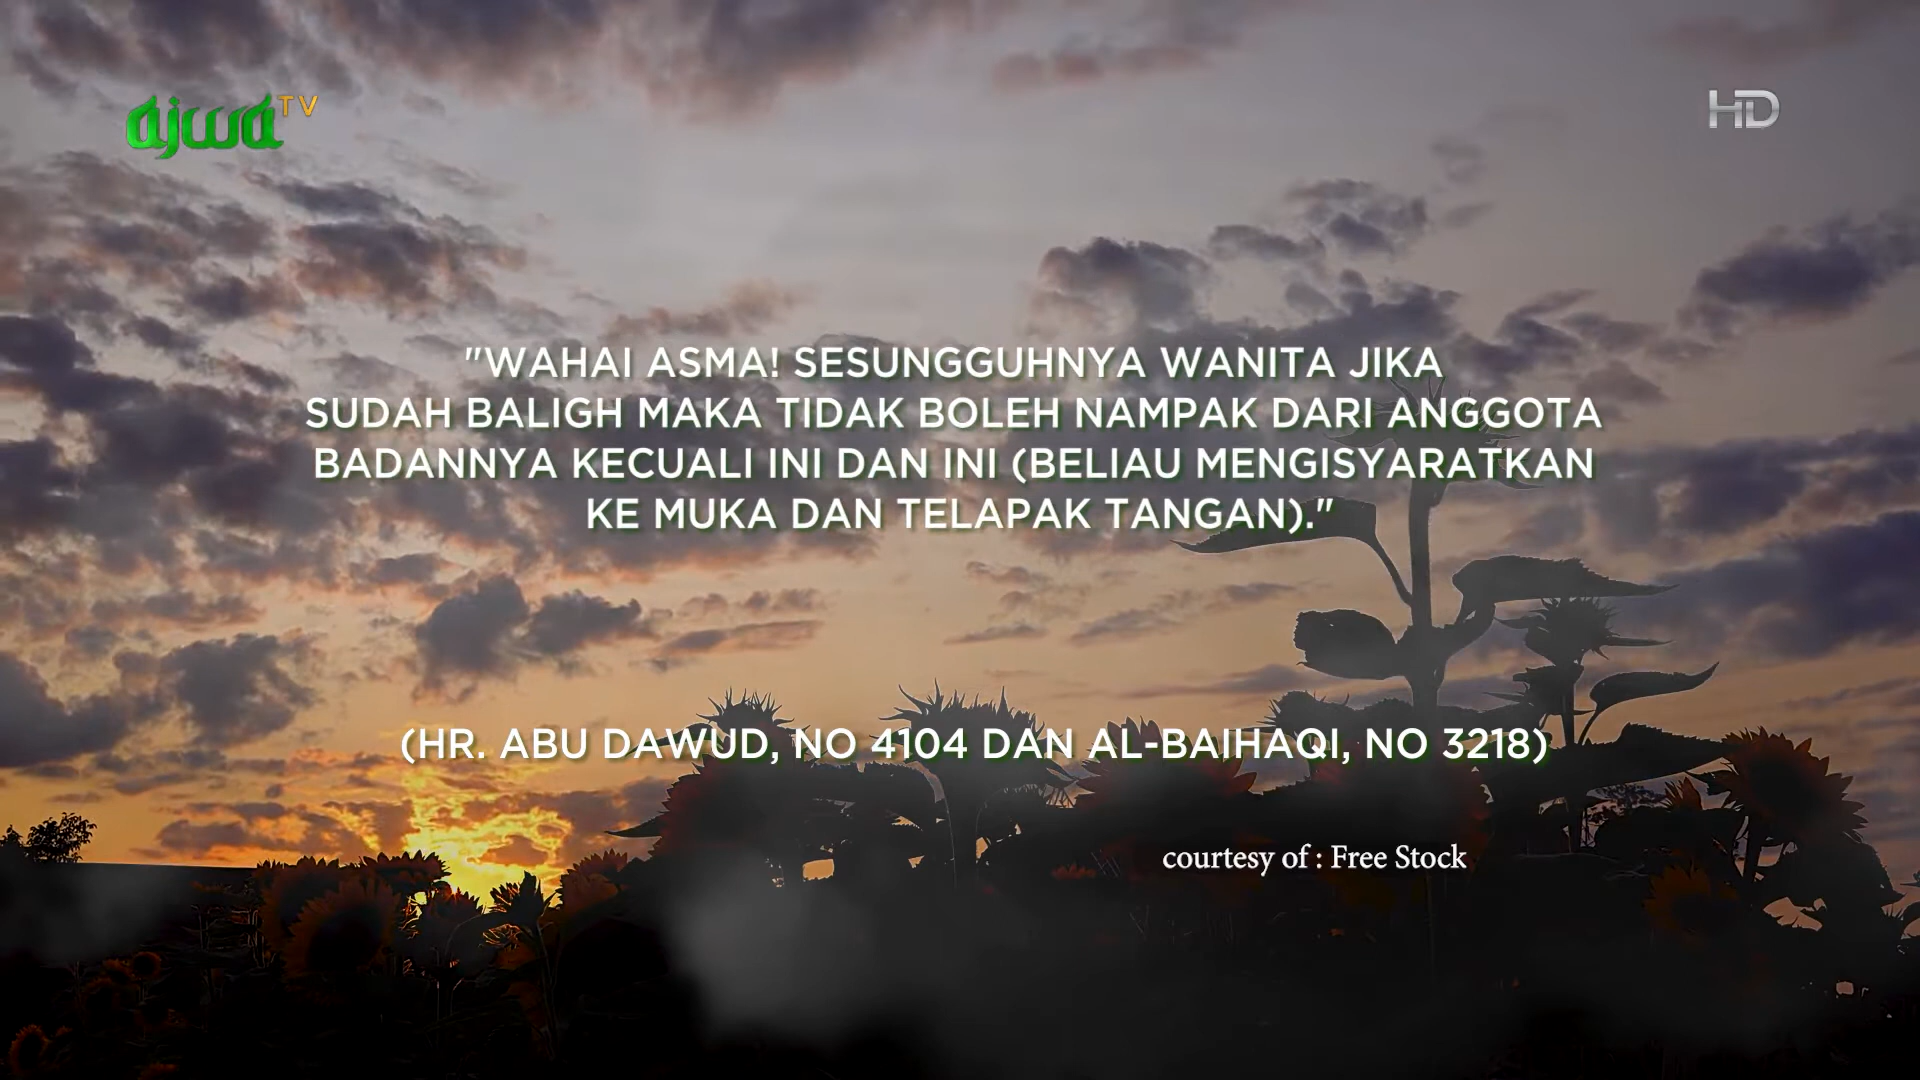 ajwa TV
HD
"WAHAI ASMA! SESUNGGUHNYA WANITA JIKA
SUDAH BALIGH MAKA TIDAK BOLEH NAMPAK DARI ANGGOTA
BADANNYA KECUALI INI DAN INI (BELIAU MENGISYARATKAN
KE MUKA DAN TELAPAK TANGAN)."
(HR. ABU DAWUD, NO 4104 DAN AL-BAIHAQI, NO 3218)
courtesy of : Free Stock